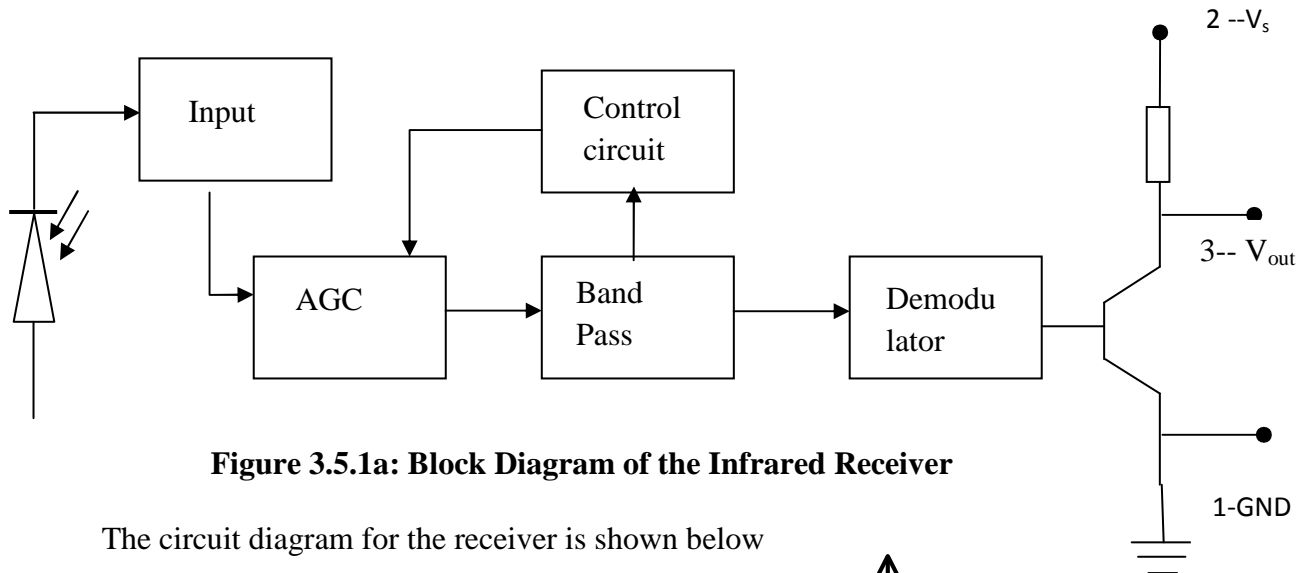 2 --Vs
Input
Control
circuit
3-- Vout
AGC
Band
Pass
Demodu
lator
Figure 3.5.1a: Block Diagram of the Infrared Receiver
1-GND
The circuit diagram for the receiver is shown below